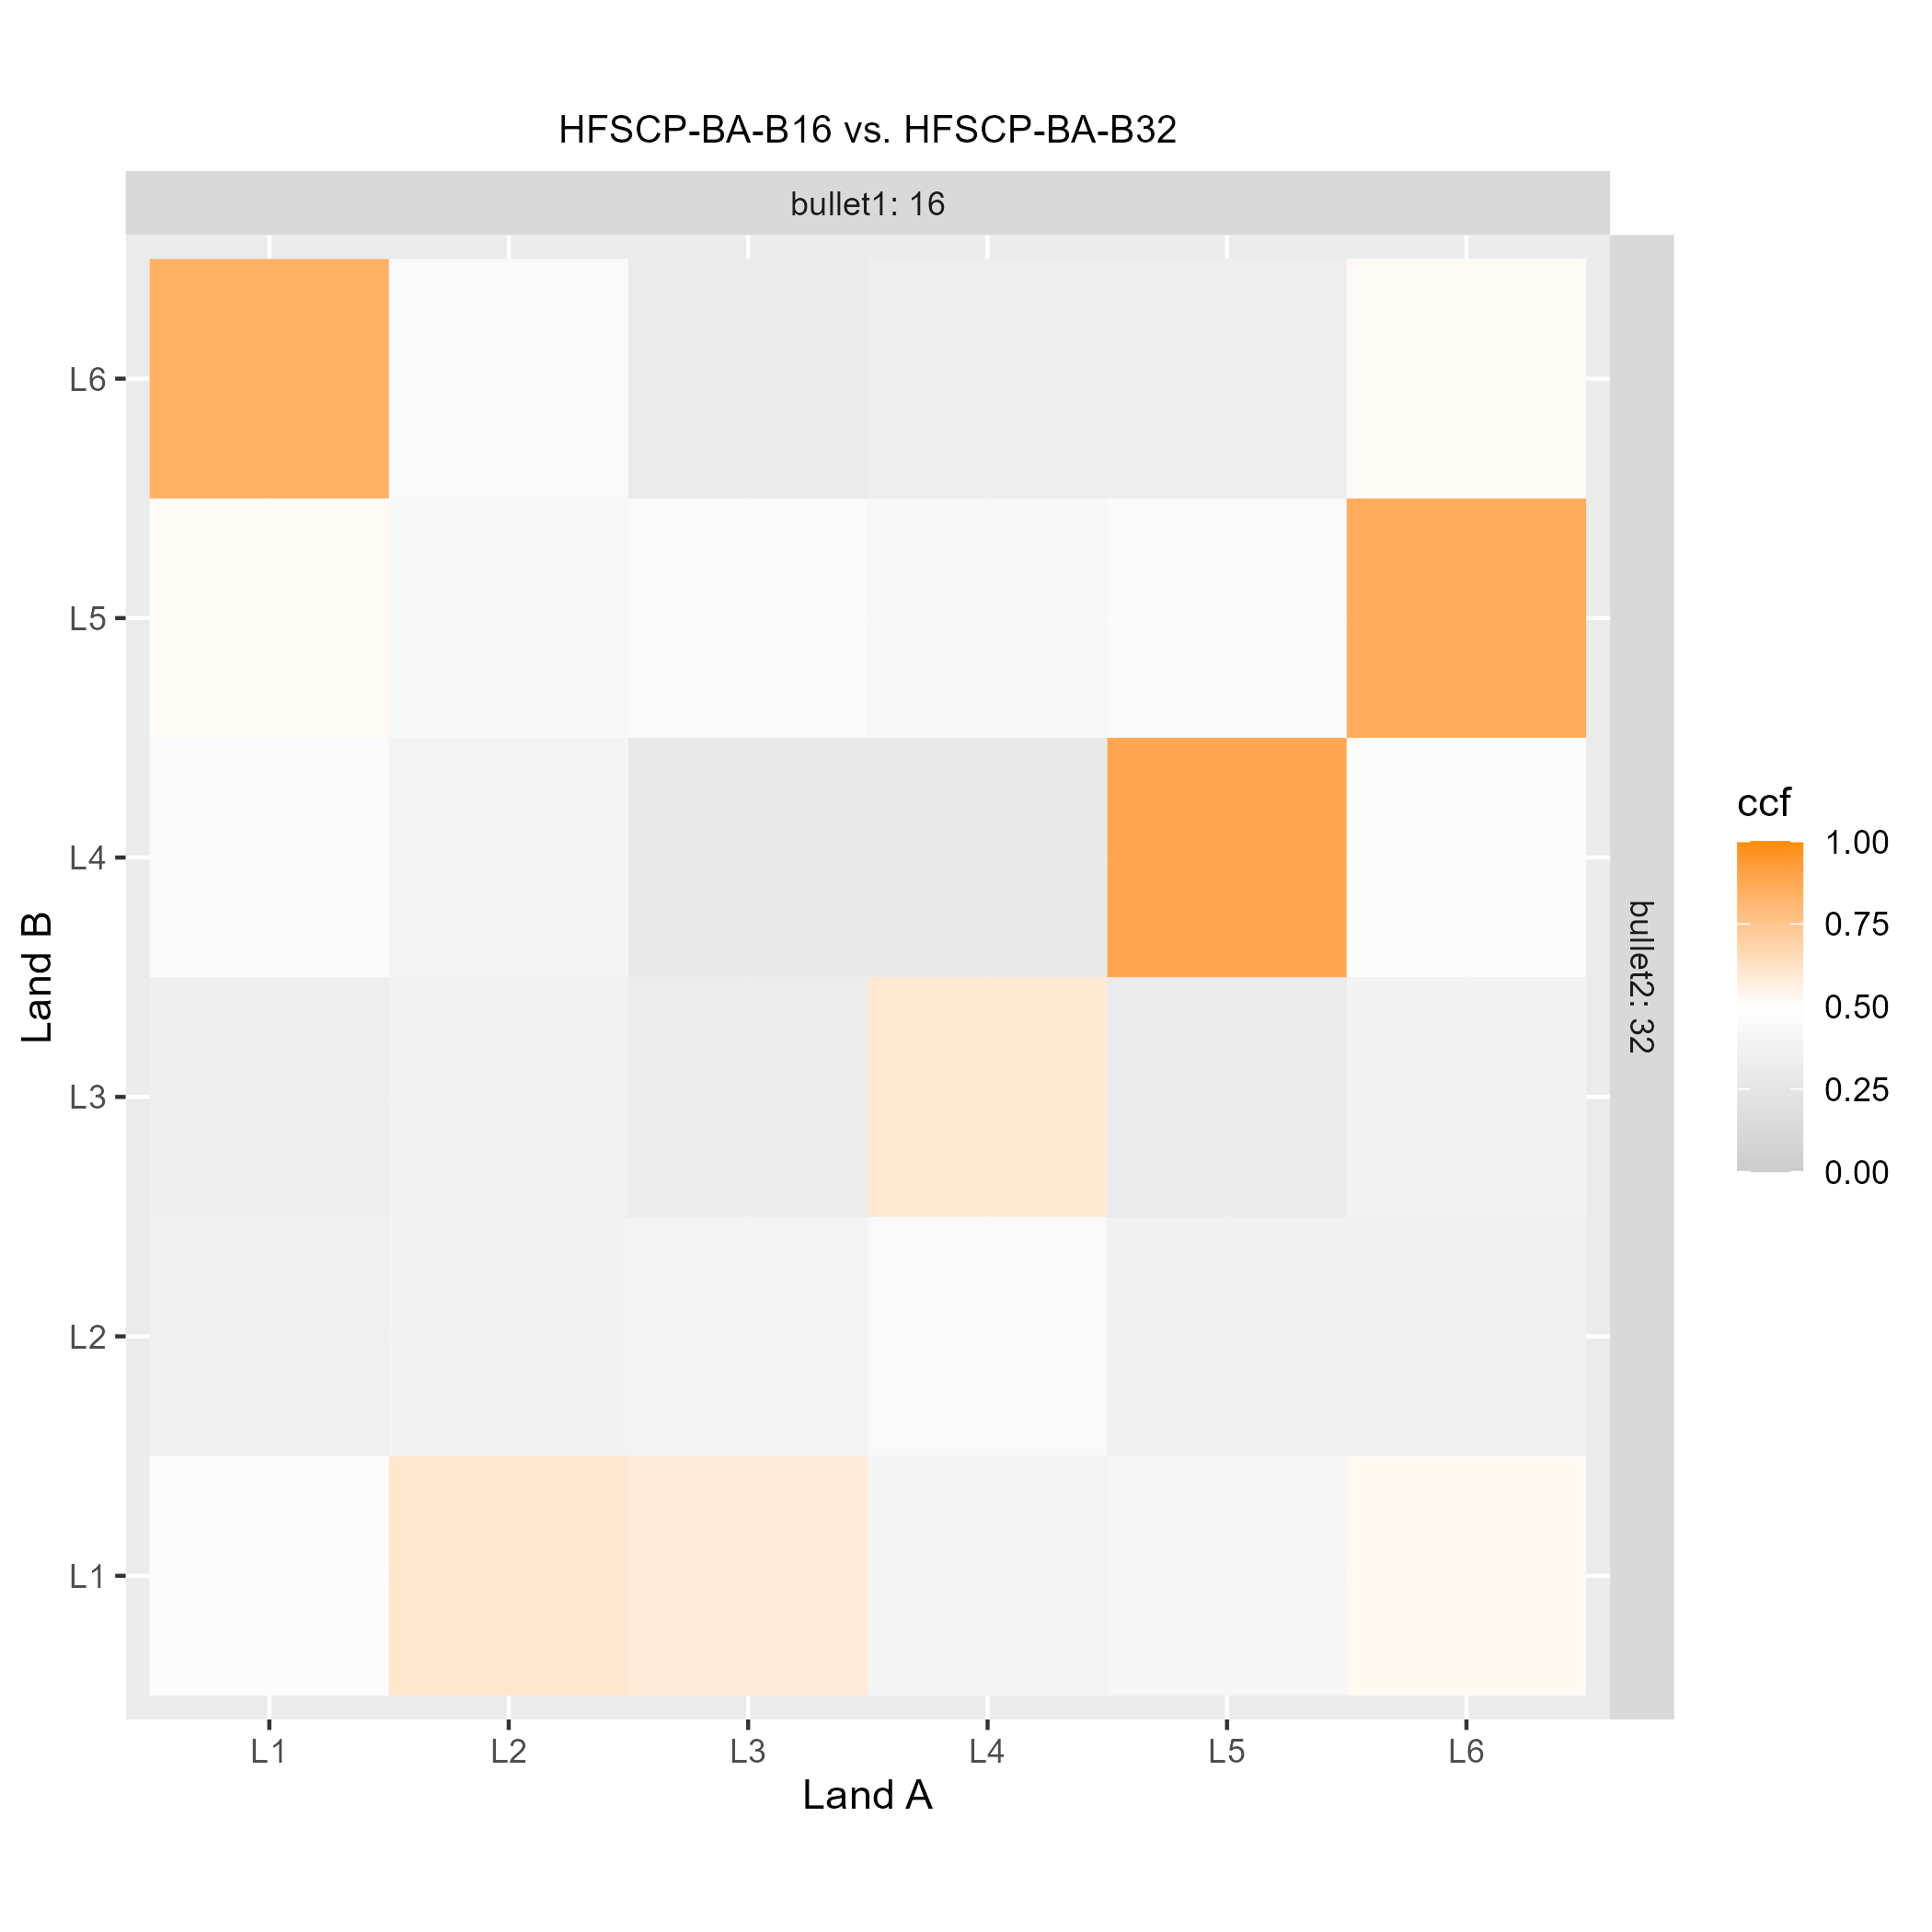 HFSCP-BA-B16 vs. HFSCP-BA-B32
bullet1: 16
L6
L5
L4
L3
L2
L1
Land B
bullet2: 32
L1 L2 L3 L4 L5 L6
Land A
ccf
1.00
0.75
0.50
0.25
0.00